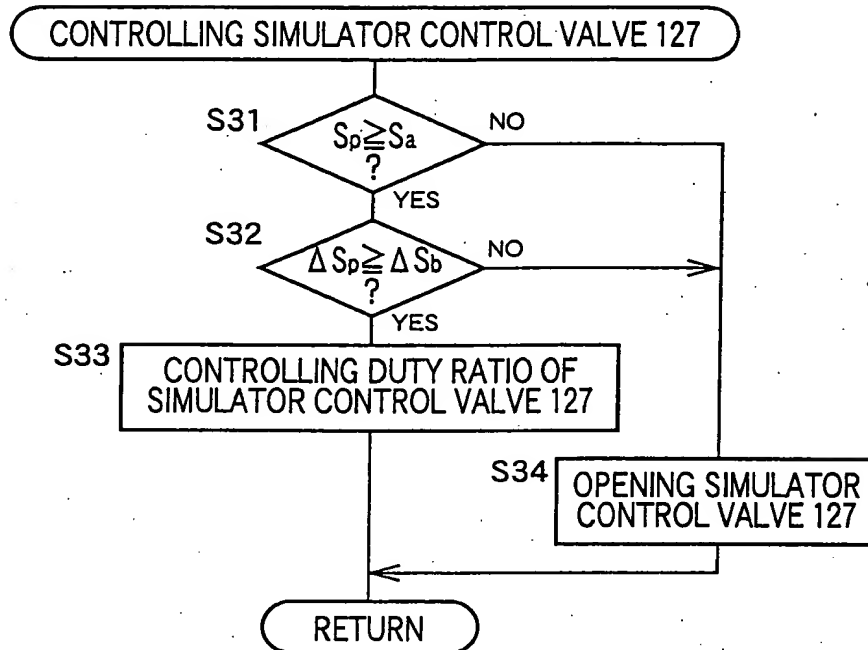 CONTROLLING SIMULATOR CONTROL VALVE 127
S31
Sp≧Sa
?
NO
YES
S32
ΔSp≧ΔSb
?
NO
YES
S33
CONTROLLING DUTY RATIO OF
SIMULATOR CONTROL VALVE 127
S34
OPENING SIMULATOR
CONTROL VALVE 127
RETURN